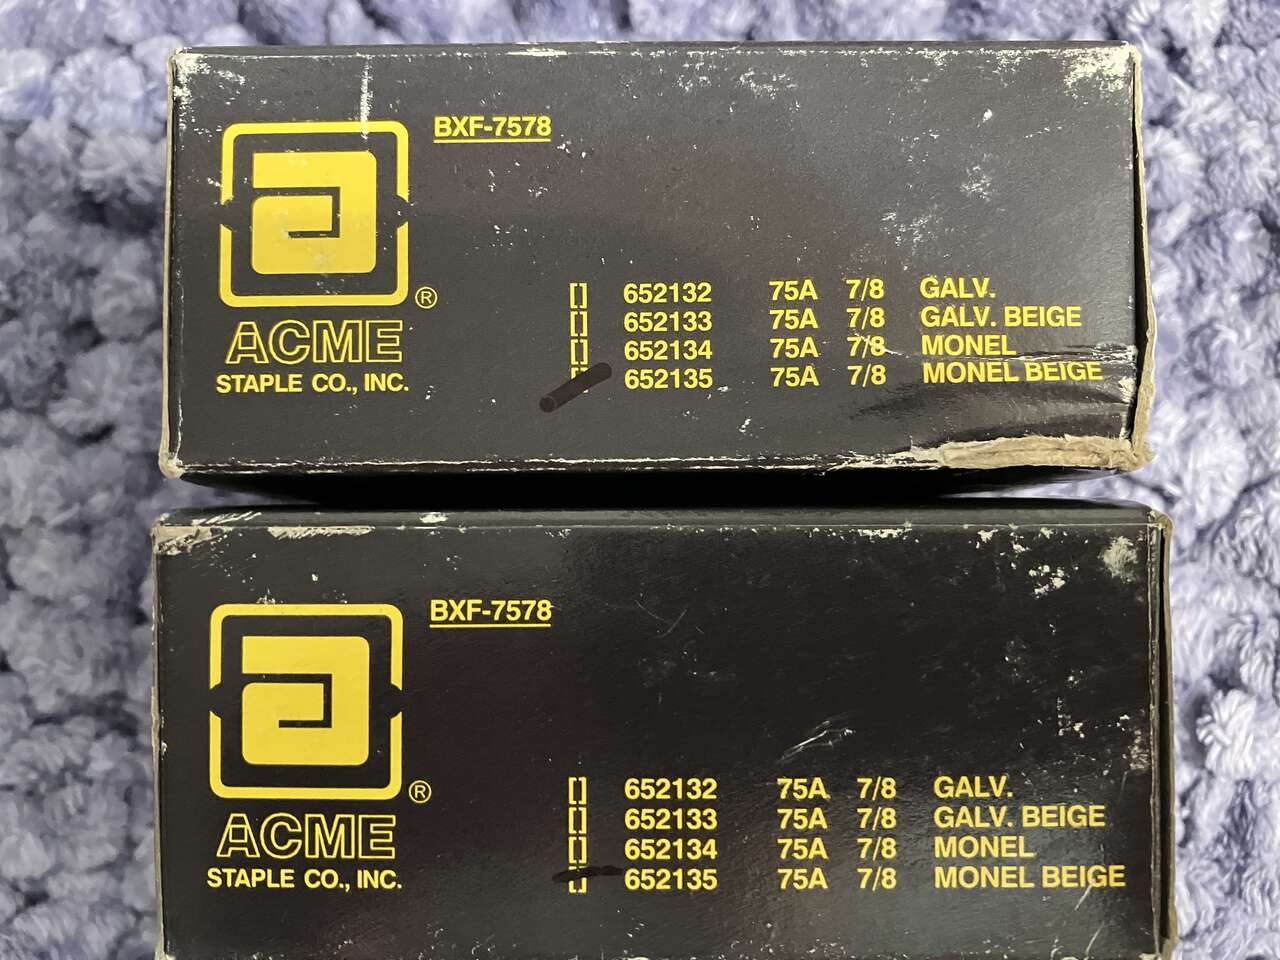 BXF-7578
[] 652132 75A 7/8 GALV.
[] 652133 75A 7/8 GALV. BEIGE
[] 652134 75A 7/8 MONEL
[] 652135 75A 7/8 MONEL BEIGE
a
®
ACME
STAPLE CO., INC.
BXF-7578
[] 652132 75A 7/8 GALV.
[] 652133 75A 7/8 GALV. BEIGE
[] 652134 75A 7/8 MONEL
[] 652135 75A 7/8 MONEL BEIGE
a
®
ACME
STAPLE CO., INC.